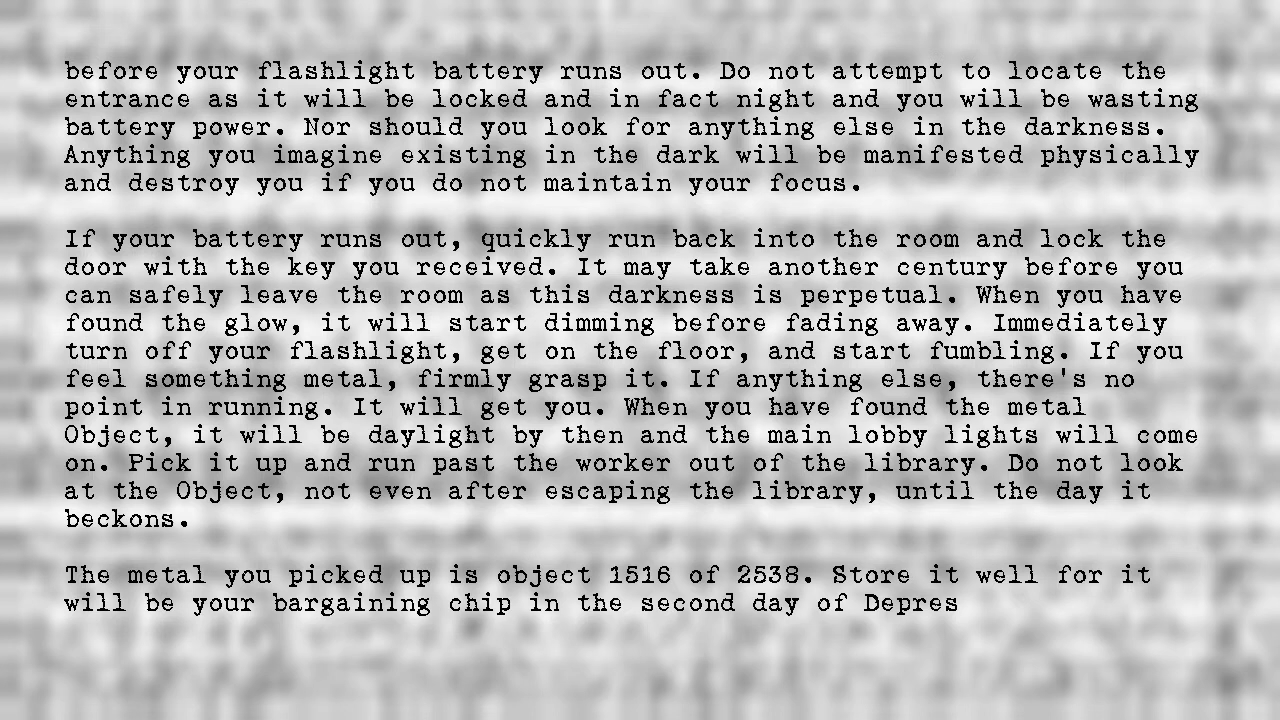 before your flashlight battery runs out. Do not attempt to locate the
entrance as it will be locked and in fact night and you will be wasting
battery power. Nor should you look for anything else in the darkness.
Anything you imagine existing in the dark will be manifested physically
and destroy you if you do not maintain your focus.
If your battery runs out, quickly run back into the room and lock the
door with the key you received. It may take another century before you
can safely leave the room as this darkness is perpetual. When you have
found the glow, it will start dimming before fading away. Immediately
turn off your flashlight, get on the floor, and start fumbling. If you
feel something metal, firmly grasp it. If anything else, there's no
point in running. It will get you. When you have found the metal
Object, it will be daylight by then and the main lobby lights will come
on. Pick it up and run past the worker out of the library. Do not look
at the Object, not even after escaping the library, until the day it
beckons.
The metal you picked up is object 1516 of 2538. Store it well for it
will be your bargaining chip in the second day of Depres